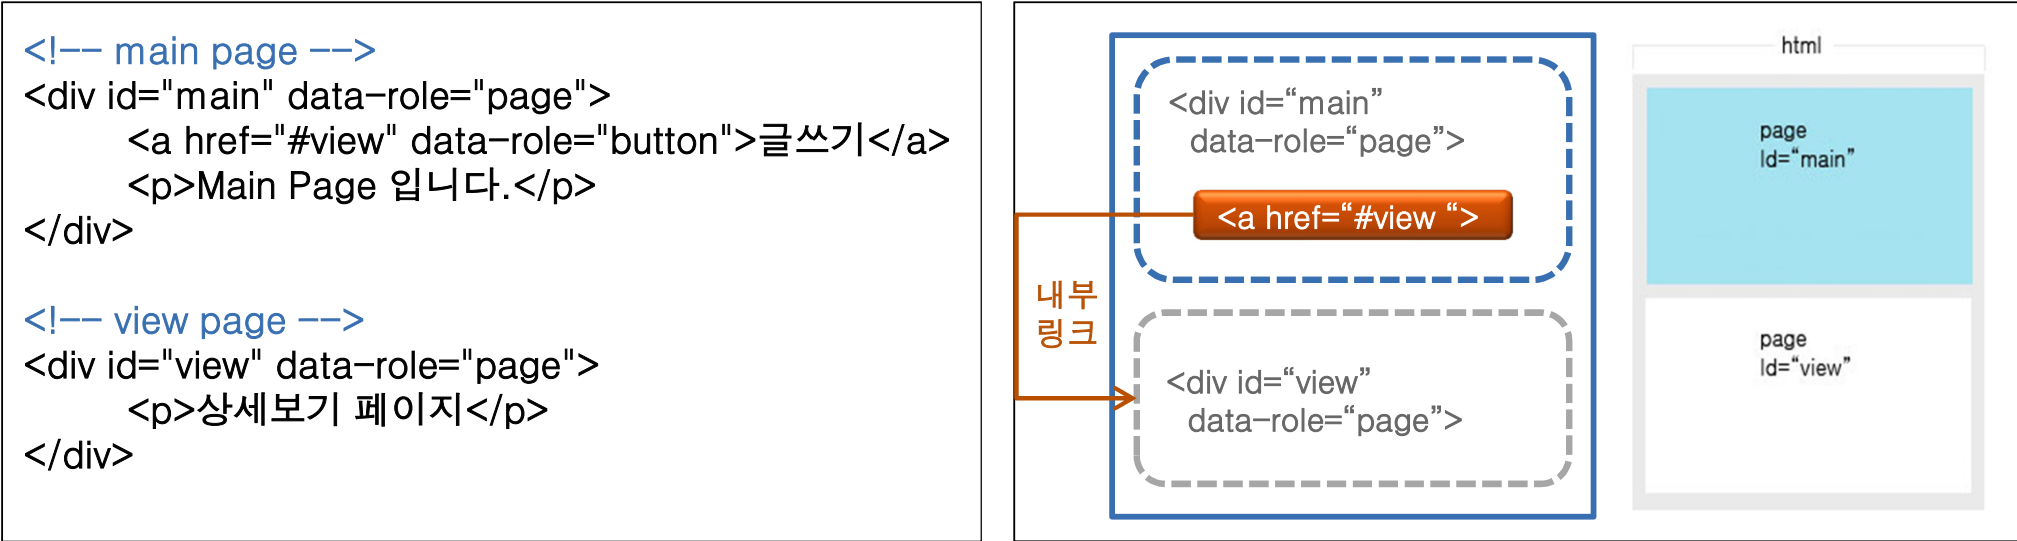 <!-- main page -->
<div id="main" data-role="page">
<a href="#view" data-role="button">글쓰기</a>
<p>Main Page 입니다.</p>
</div>
<!-- view page -->
<div id="view" data-role="page">
<p>상세보기 페이지</p>
</div>
<div id=“main”
data-role=“page”>
<a href=“#view “>
내부
링크
<div id=“view”
data-role=“page”>
html
page
Id=“main”
page
Id=“view”